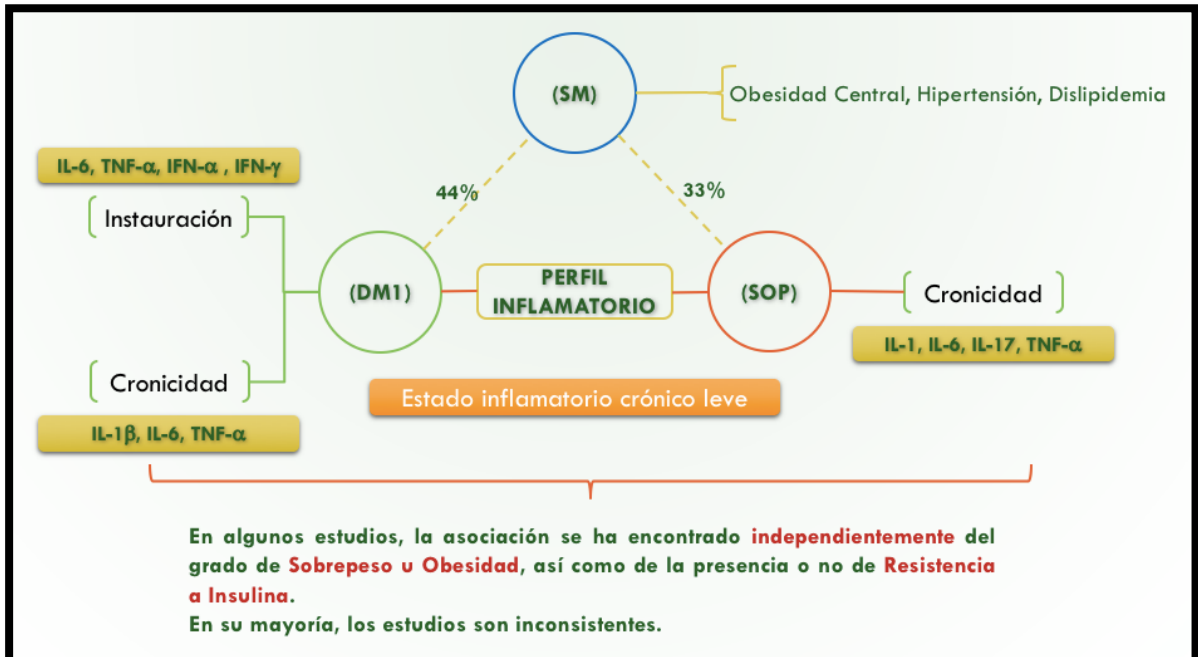 (SM)
Obesidad Central, Hipertensión, Dislipidemia
IL-6, TNF-α, IFN-α , IFN-γ
44%
33%
Instauración
(DM1)
PERFIL
INFLAMATORIO
(SOP)
Cronicidad
IL-1, IL-6, IL-17, TNF-α
Cronicidad
Estado inflamatorio crónico leve
IL-1β, IL-6, TNF-α
En algunos estudios, la asociación se ha encontrado independientemente del
grado de Sobrepeso u Obesidad, así como de la presencia o no de Resistencia
a Insulina.
En su mayoría, los estudios son inconsistentes.